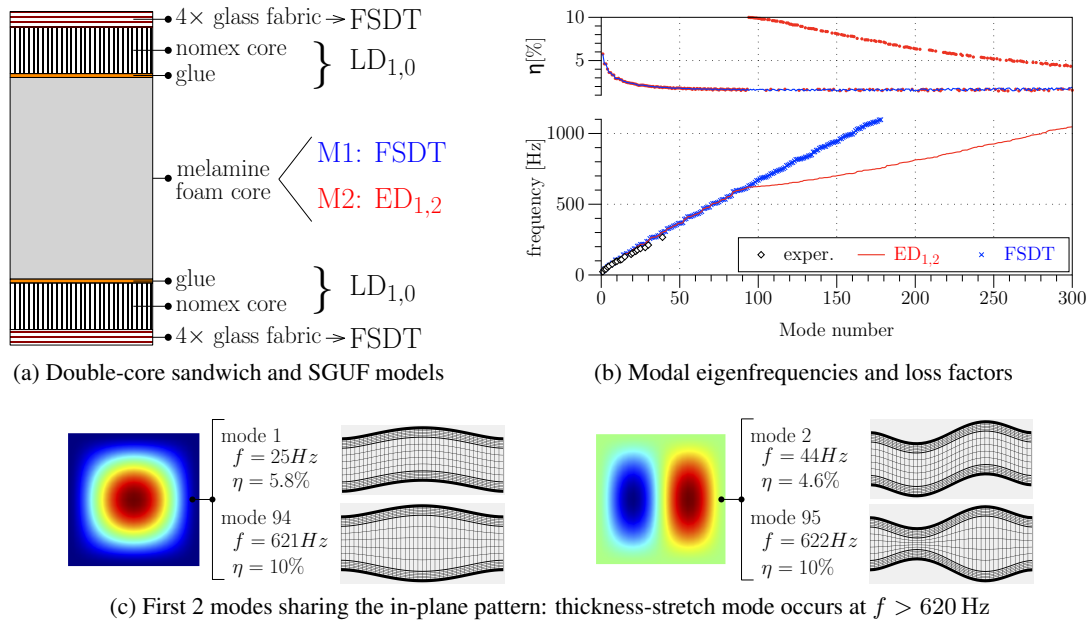 4× glass fabric → FSDT
nomex core
glue
} LD1,0
melamine
foam core
M1: FSDT
M2: ED1,2
glue
nomex core
} LD1,0
4× glass fabric → FSDT
(a) Double-core sandwich and SGUF models
η[%]
10
5
frequency [Hz]
1000
500
0
exper.
ED1,2
FSDT
0 50 100 150 200 250 300
Mode number
(b) Modal eigenfrequencies and loss factors
mode 1
f = 25Hz
η = 5.8%
mode 94
f = 621Hz
η = 10%
mode 2
f = 44Hz
η = 4.6%
mode 95
f = 622Hz
η = 10%
(c) First 2 modes sharing the in-plane pattern: thickness-stretch mode occurs at f > 620 Hz